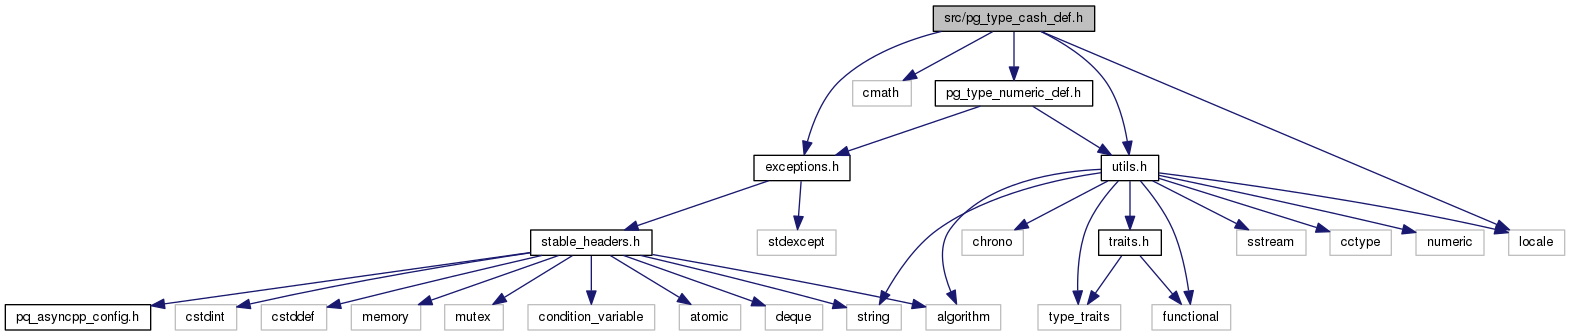 src/pg_type_cash_def.h
cmath
pg_type_numeric_def.h
exceptions.h
utils.h
stable_headers.h
stdexcept
chrono
traits.h
sstream
cctype
numeric
locale
pq_asyncpp_config.h
cstdint
cstddef
memory
mutex
condition_variable
atomic
deque
string
algorithm
type_traits
functional